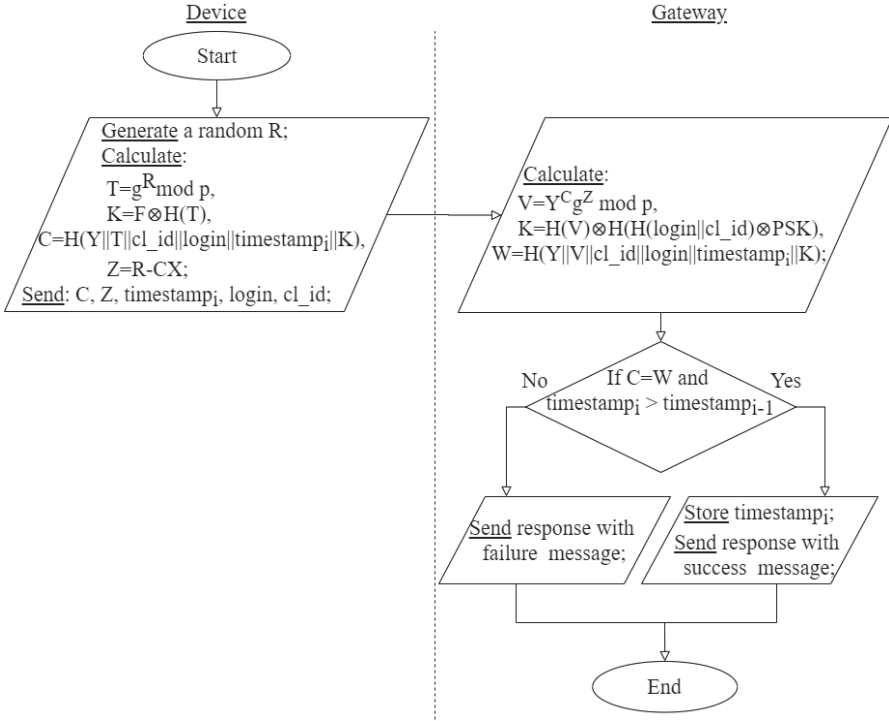 Device
Gateway
Start
Generate a random R;
Calculate:
T=g^R mod p,
K=F⊗H(T),
C=H(Y||T||cl_id||login||timestamp_i||K),
Z=R-CX;
Send: C, Z, timestamp_i, login, cl_id;
Calculate:
V=Y^C g^Z mod p,
K=H(V)⊗H(H(login||cl_id)⊗PSK),
W=H(Y||V||cl_id||login||timestamp_i||K);
If C=W and
timestamp_i > timestamp_i-1
No
Yes
Send response with
failure message;
Store timestamp_i;
Send response with
success message;
End